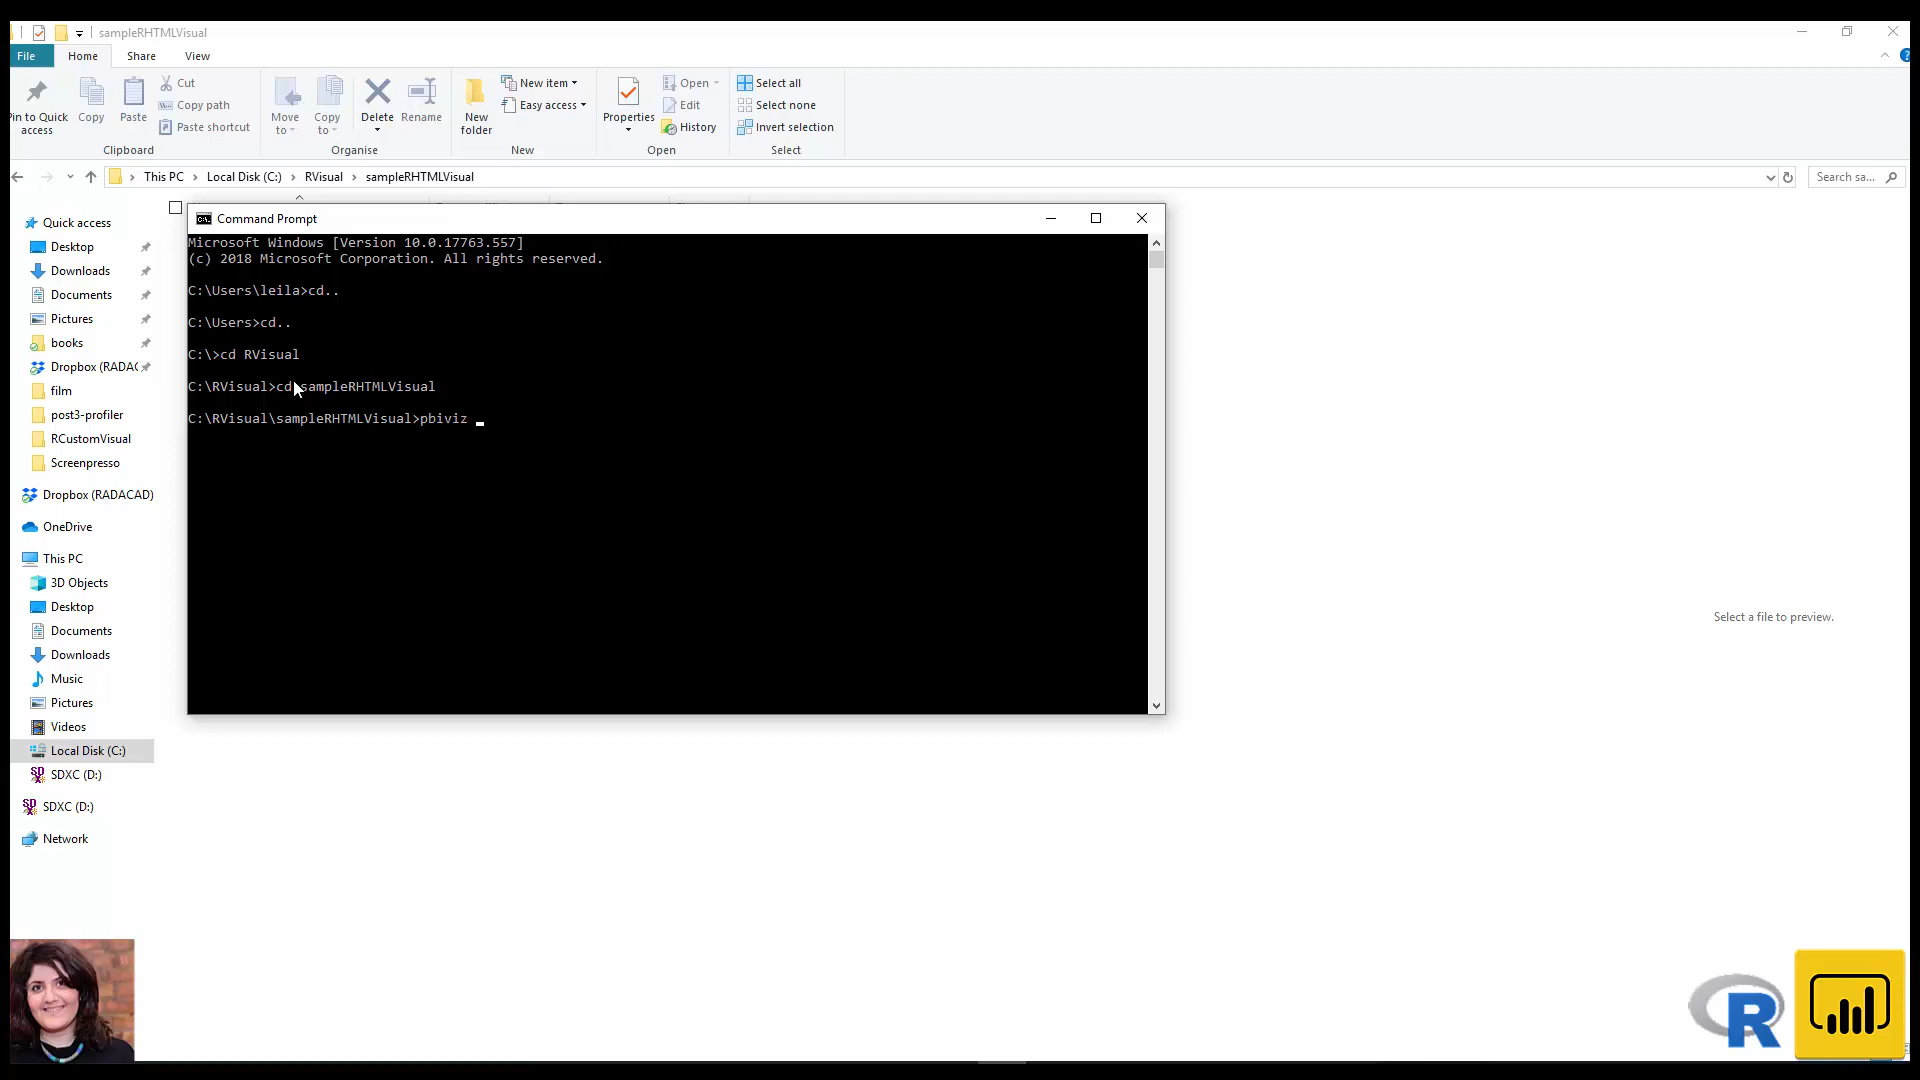 sampleRHTMLVisual
File
Home
Share
View
Pin to Quick access
Copy
Paste
Cut
Copy path
Paste shortcut
Clipboard
Move to
Copy to
Delete
Rename
Organise
New folder
New item
Easy access
New
Properties
Open
Edit
History
Open
Select all
Select none
Invert selection
Select
This PC
Local Disk (C:)
RVisual
sampleRHTMLVisual
Search sa...
Quick access
Desktop
Downloads
Documents
Pictures
books
Dropbox (RADAC
film
post3-profiler
RCustomVisual
Screenpresso
Dropbox (RADACAD)
OneDrive
This PC
3D Objects
Desktop
Documents
Downloads
Music
Pictures
Videos
Local Disk (C:)
SDXC (D:)
SDXC (D:)
Network
Command Prompt
Microsoft Windows [Version 10.0.17763.557]
(c) 2018 Microsoft Corporation. All rights reserved.
C:\Users\leila>cd..
C:\Users>cd..
C:\>cd RVisual
C:\RVisual>cd sampleRHTMLVisual
C:\RVisual\sampleRHTMLVisual>pbiviz _
Select a file to preview.
R